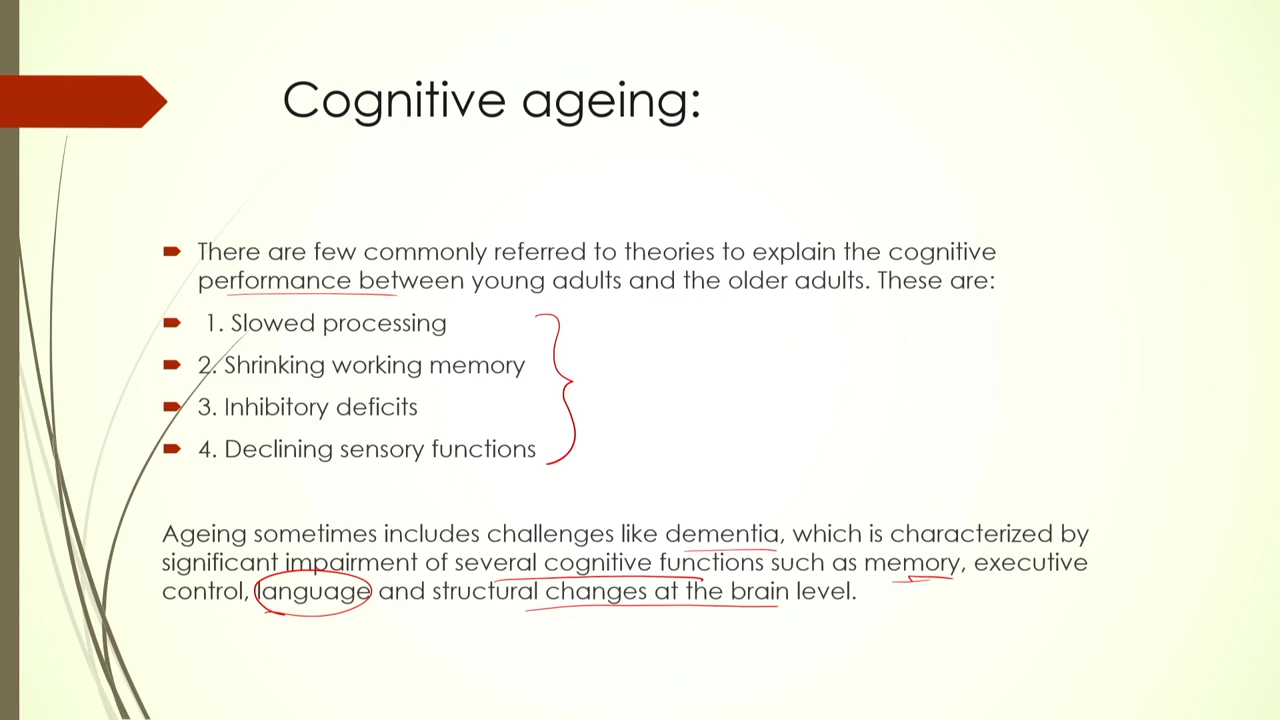 Cognitive ageing:
There are few commonly referred to theories to explain the cognitive
performance between young adults and the older adults. These are:
1. Slowed processing
2. Shrinking working memory
3. Inhibitory deficits
4. Declining sensory functions
Ageing sometimes includes challenges like dementia, which is characterized by
significant impairment of several cognitive functions such as memory, executive
control, language and structural changes at the brain level.